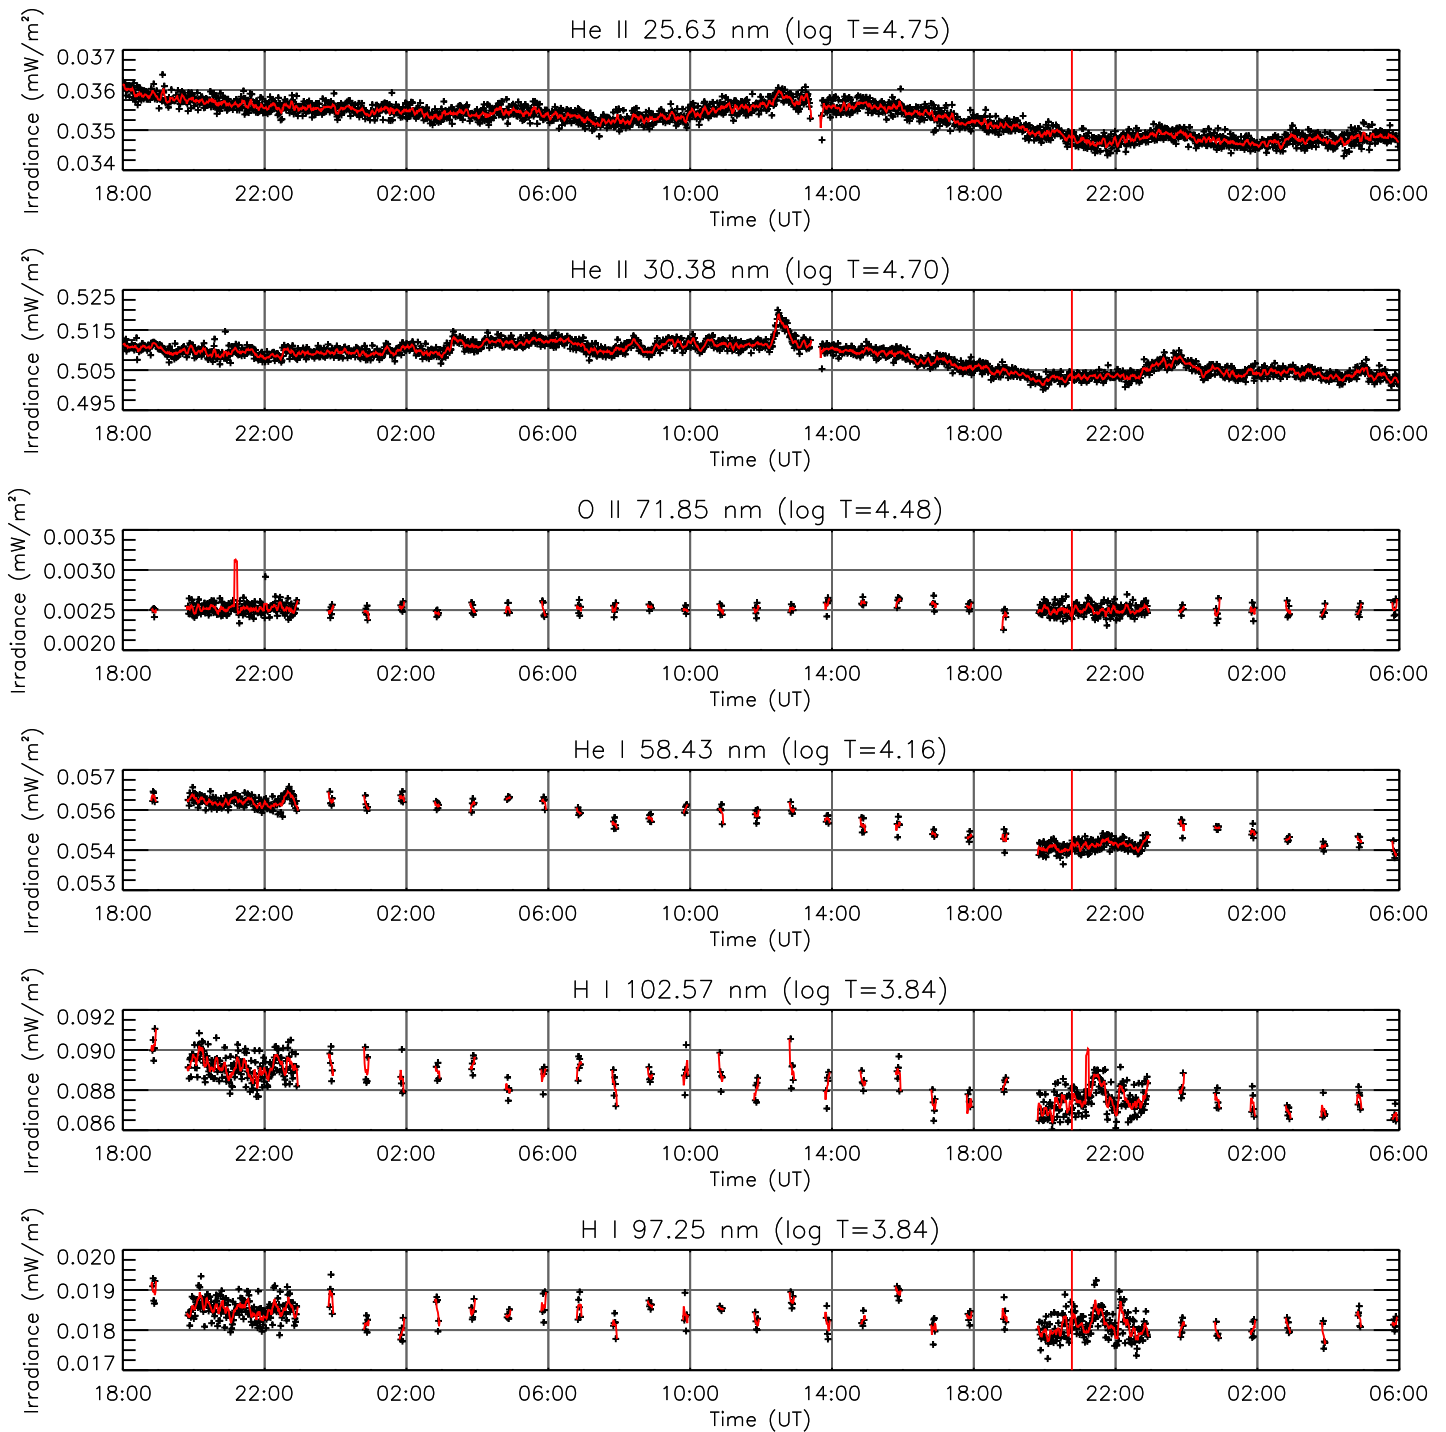 He II 25.63 nm (log T=4.75)
Irradiance (mW/m²)
0.037
0.036
0.035
0.034
18:00 22:00 02:00 06:00 10:00 14:00 18:00 22:00 02:00 06:00
Time (UT)
He II 30.38 nm (log T=4.70)
Irradiance (mW/m²)
0.525
0.515
0.505
0.495
18:00 22:00 02:00 06:00 10:00 14:00 18:00 22:00 02:00 06:00
Time (UT)
O II 71.85 nm (log T=4.48)
Irradiance (mW/m²)
0.0035
0.0030
0.0025
0.0020
18:00 22:00 02:00 06:00 10:00 14:00 18:00 22:00 02:00 06:00
Time (UT)
He I 58.43 nm (log T=4.16)
Irradiance (mW/m²)
0.057
0.056
0.054
0.053
18:00 22:00 02:00 06:00 10:00 14:00 18:00 22:00 02:00 06:00
Time (UT)
H I 102.57 nm (log T=3.84)
Irradiance (mW/m²)
0.092
0.090
0.088
0.086
18:00 22:00 02:00 06:00 10:00 14:00 18:00 22:00 02:00 06:00
Time (UT)
H I 97.25 nm (log T=3.84)
Irradiance (mW/m²)
0.020
0.019
0.018
0.017
18:00 22:00 02:00 06:00 10:00 14:00 18:00 22:00 02:00 06:00
Time (UT)